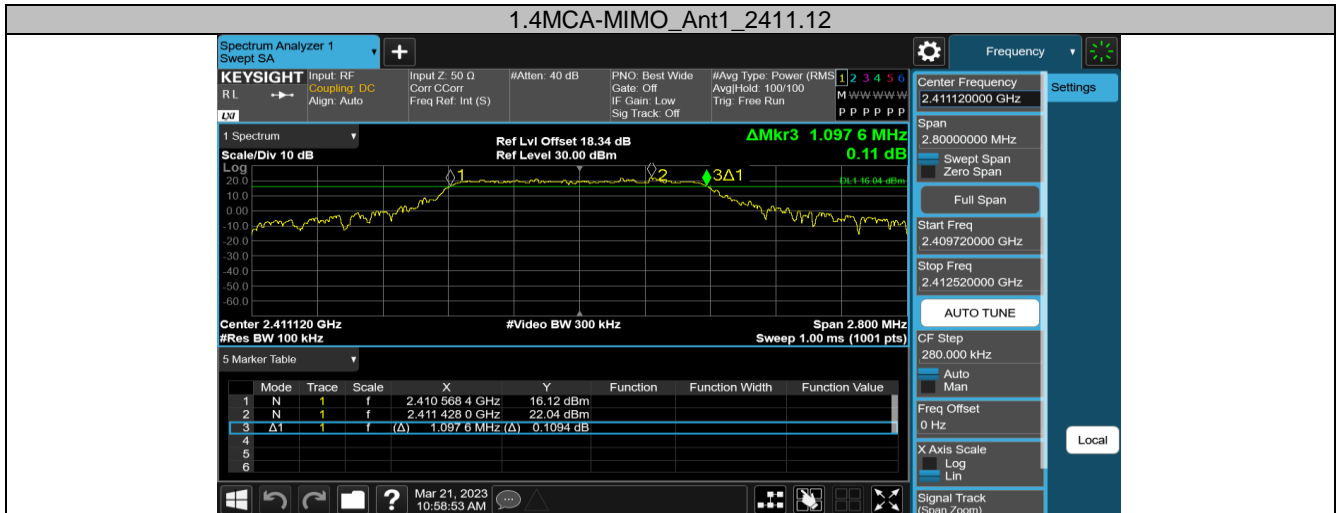 1.4MCA-MIMO_Ant1_2411.12
Spectrum Analyzer 1
Swept SA
+
Frequency
KEYSIGHT
RL
LXI
Input: RF
Coupling: DC
Align: Auto
Input Z: 50 Ω
Corr CCorr
Freq Ref: Int (S)
#Atten: 40 dB
PNO: Best Wide
Gate: Off
IF Gain: Low
Sig Track: Off
#Avg Type: Power (RMS
Avg|Hold: 100/100
Trig: Free Run
1 2 3 4 5 6
M W W W W W
P P P P P P
1 Spectrum
Scale/Div 10 dB
Ref Lvl Offset 18.34 dB
Ref Level 30.00 dBm
ΔMkr3 1.097 6 MHz
0.11 dB
Log
20.0
10.0
0.00
-10.0
-20.0
-30.0
-40.0
-50.0
-60.0
1
2
3Δ1
DL1 16.04 dBm
Center 2.411120 GHz
#Res BW 100 kHz
#Video BW 300 kHz
Span 2.800 MHz
Sweep 1.00 ms (1001 pts)
5 Marker Table
Mode Trace Scale X Y Function Function Width Function Value
1 N 1 f 2.410 568 4 GHz 16.12 dBm
2 N 1 f 2.411 428 0 GHz 22.04 dBm
3 Δ1 1 f (Δ) 1.097 6 MHz (Δ) 0.1094 dB
4
5
6
?
Mar 21, 2023
10:58:53 AM
Center Frequency
2.411120000 GHz
Span
2.80000000 MHz
Swept Span
Zero Span
Full Span
Start Freq
2.409720000 GHz
Stop Freq
2.412520000 GHz
AUTO TUNE
CF Step
280.000 kHz
Auto
Man
Freq Offset
0 Hz
X Axis Scale
Log
Lin
Signal Track
(Span Zoom)
Settings
Local